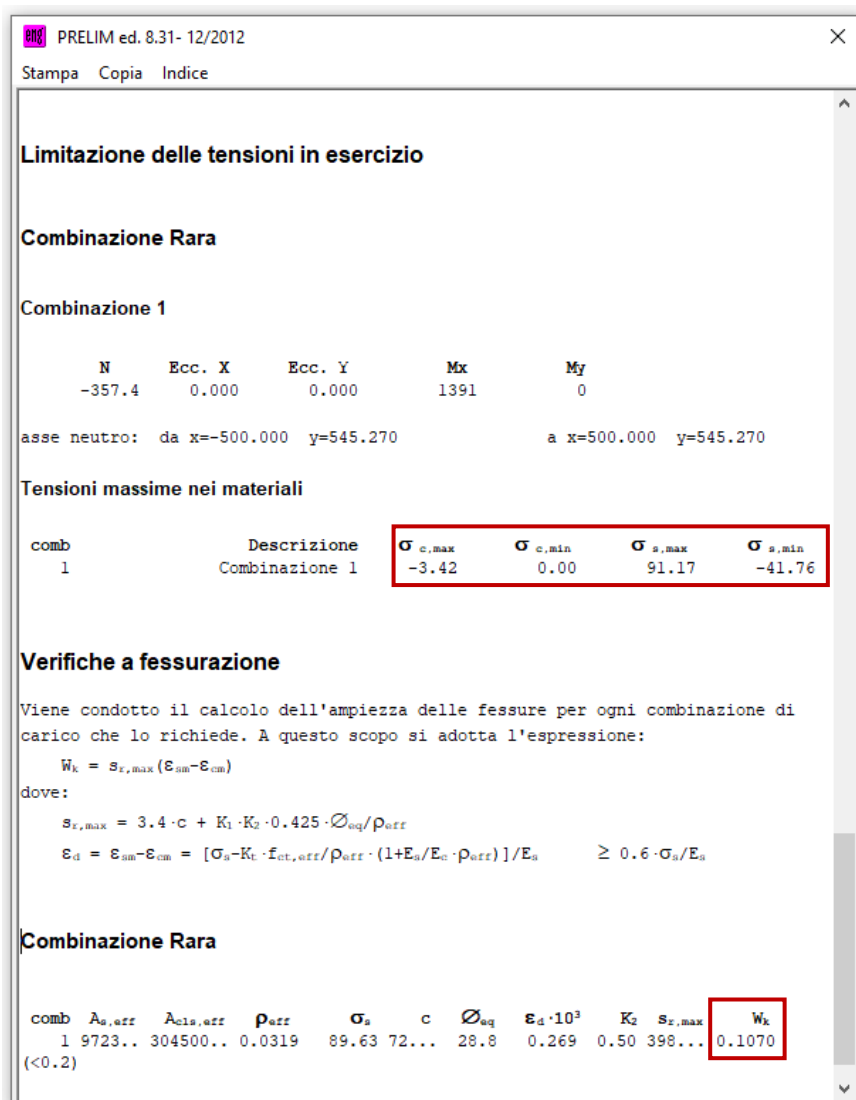 eng PRELIM ed. 8.31- 12/2012
Stampa Copia Indice
Limitazione delle tensioni in esercizio
Combinazione Rara
Combinazione 1
N Ecc. X Ecc. Y Mx My
-357.4 0.000 0.000 1391 0
asse neutro: da x=-500.000 y=545.270 a x=500.000 y=545.270
Tensioni massime nei materiali
comb Descrizione σ c,max σ c,min σ s,max σ s,min
1 Combinazione 1 -3.42 0.00 91.17 -41.76
Verifiche a fessurazione
Viene condotto il calcolo dell'ampiezza delle fessure per ogni combinazione di
carico che lo richiede. A questo scopo si adotta l'espressione:
Wk = sr,max(εsm-εcm)
dove:
sr,max = 3.4·c + K1·K2·0.425·∅eq/ρeff
εd = εsm-εcm = [σs-Kt·fct,eff/ρeff·(1+Es/Ec·ρeff)]/Es ≥ 0.6·σs/Es
Combinazione Rara
comb As,eff Acls,eff ρeff σs c ∅eq εd·10³ K2 sr,max Wk
1 9723.. 304500.. 0.0319 89.63 72... 28.8 0.269 0.50 398... 0.1070
(<0.2)